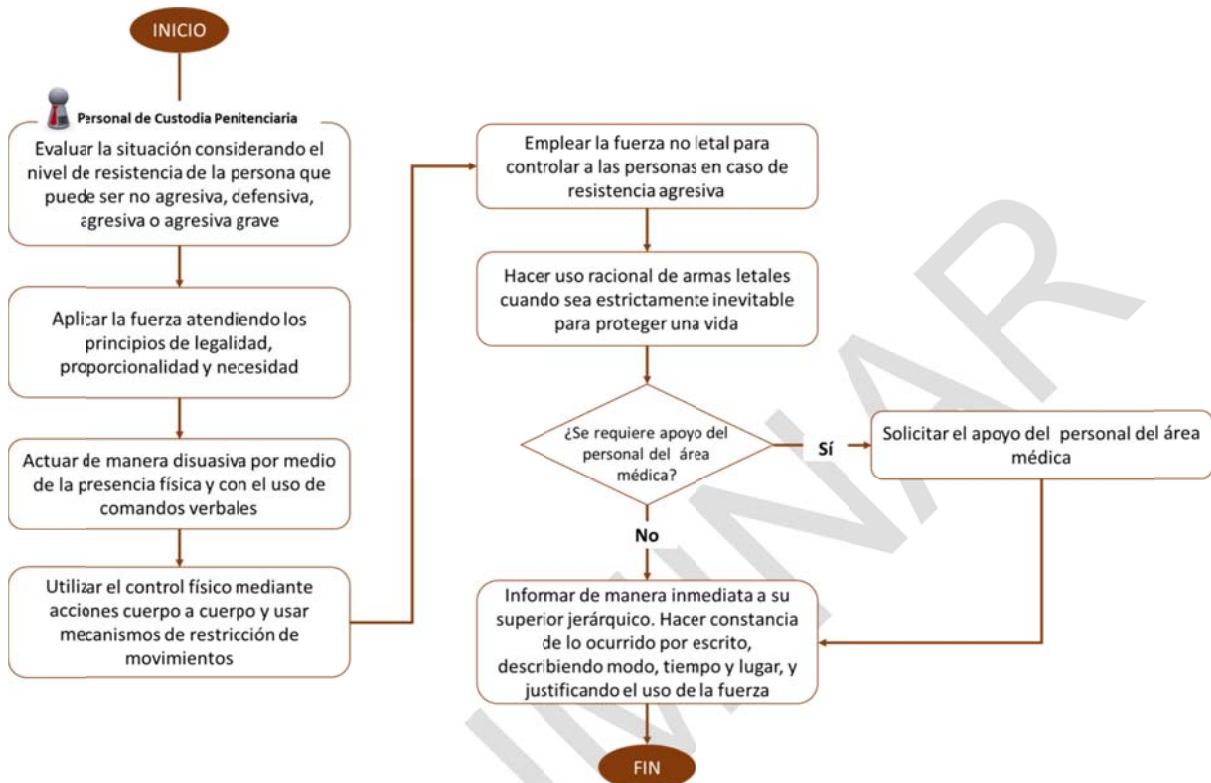 INICIO
Personal de Custodia Penitenciaria
Evaluar la situación considerando el
nivel de resistencia de la persona que
puede ser no agresiva, defensiva,
agresiva o agresiva grave
Aplicar la fuerza atendiendo los
principios de legalidad,
proporcionalidad y necesidad
Actuar de manera disuasiva por medio
de la presencia física y con el uso de
comandos verbales
Utilizar el control físico mediante
acciones cuerpo a cuerpo y usar
mecanismos de restricción de
movimientos
Emplear la fuerza no letal para
controlar a las personas en caso de
resistencia agresiva
Hacer uso racional de armas letales
cuando sea estrictamente inevitable
para proteger una vida
¿Se requiere apoyo del
personal del área
médica?
Sí
Solicitar el apoyo del personal del área
médica
No
Informar de manera inmediata a su
superior jerárquico. Hacer constancia
de lo ocurrido por escrito,
describiendo modo, tiempo y lugar, y
justificando el uso de la fuerza
FIN
MINAR